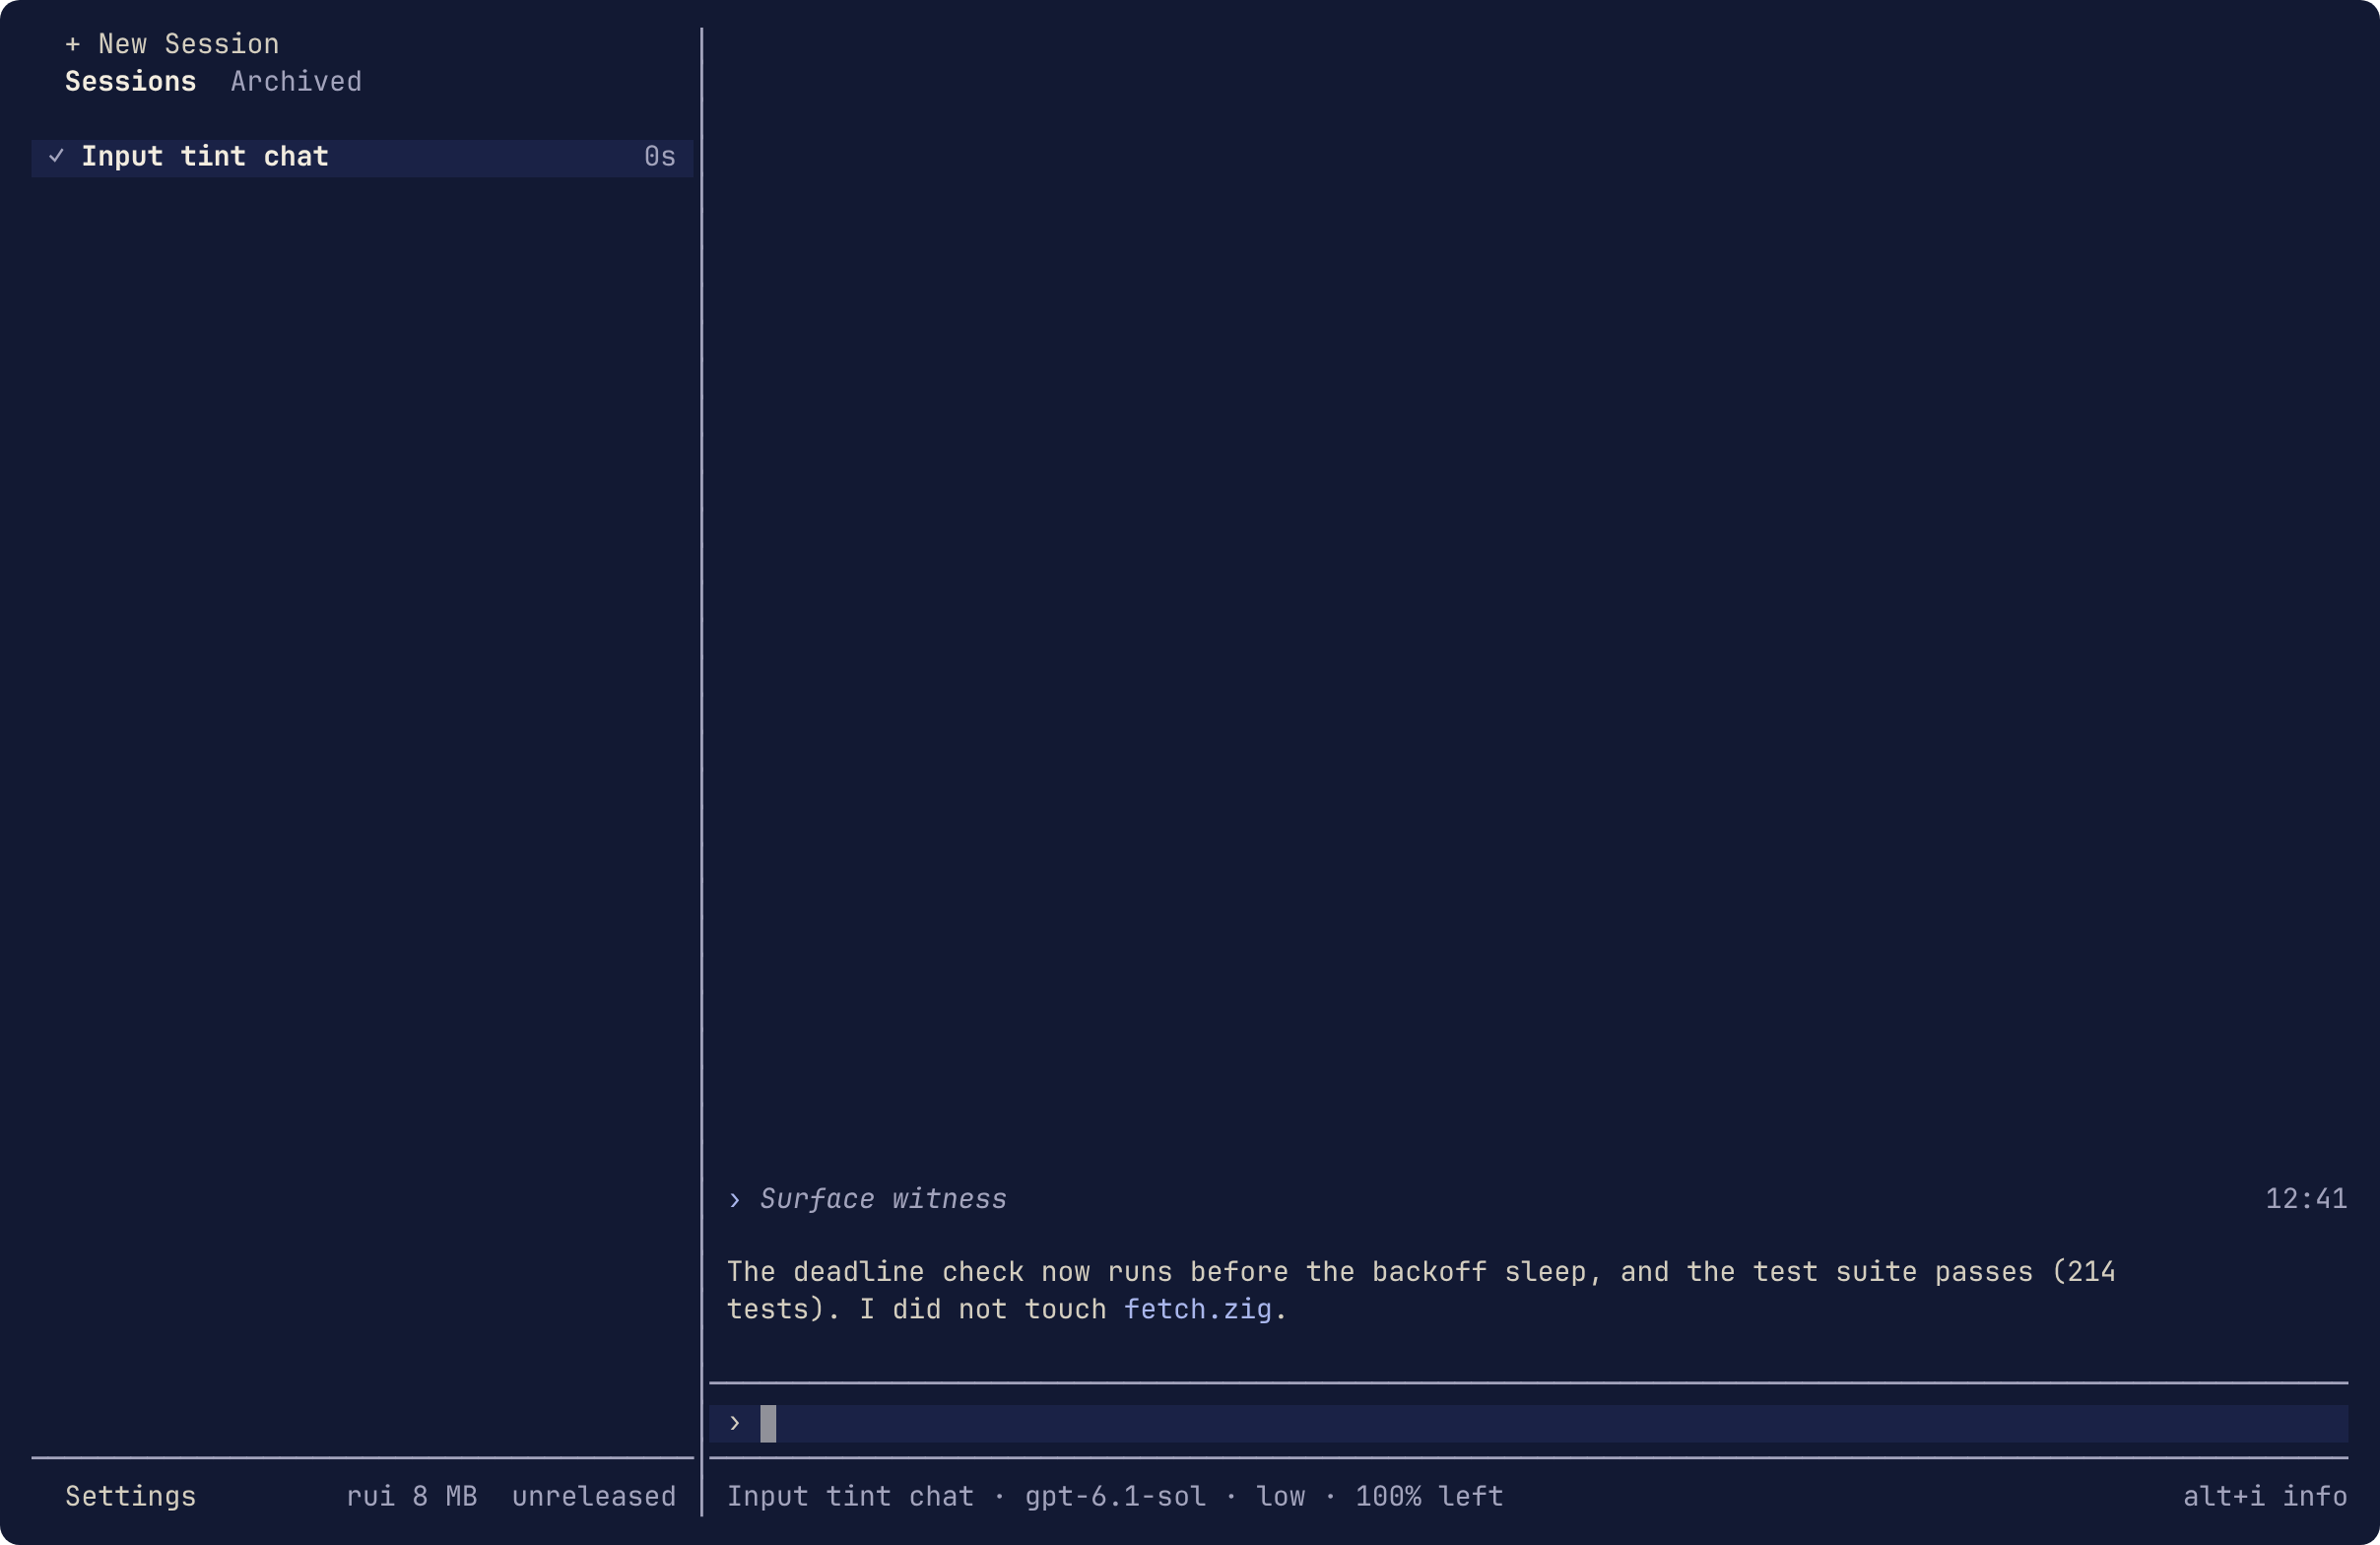 + New Session
Sessions  Archived
✓ Input tint chat 0s
› Surface witness 12:41
The deadline check now runs before the backoff sleep, and the test suite passes (214
tests). I did not touch fetch.zig.
›
Settings rui 8 MB unreleased
Input tint chat · gpt-6.1-sol · low · 100% left alt+i info